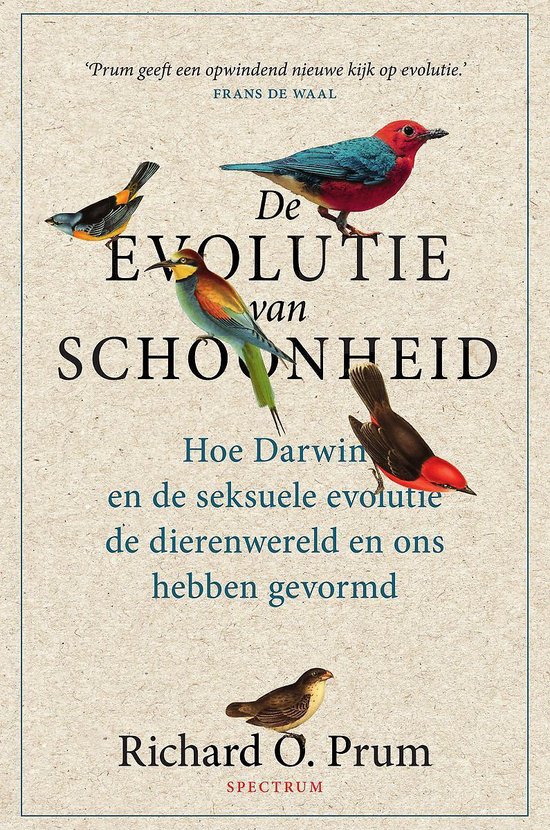 ‘Prum geeft een opwindend nieuwe kijk op evolutie.’
FRANS DE WAAL
De
EVOLUTIE
van
SCHOONHEID
Hoe Darwin
en de seksuele evolutie
de dierenwereld en ons
hebben gevormd
Richard O. Prum
SPECTRUM